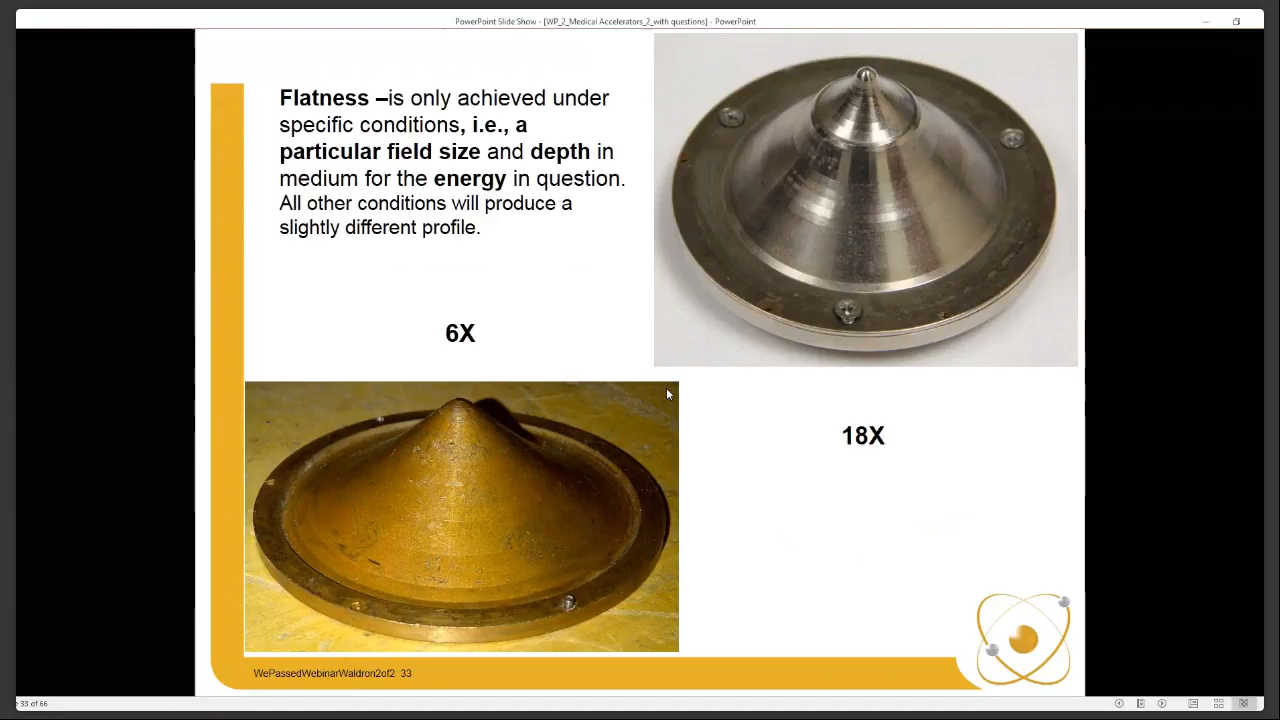 PowerPoint Slide Show - [WP_2_Medical Accelerators_2_with questions] - PowerPoint
Flatness –is only achieved under
specific conditions, i.e., a
particular field size and depth in
medium for the energy in question.
All other conditions will produce a
slightly different profile.
6X
18X
WePassedWebinarWaldron2of2 33
33 of 66